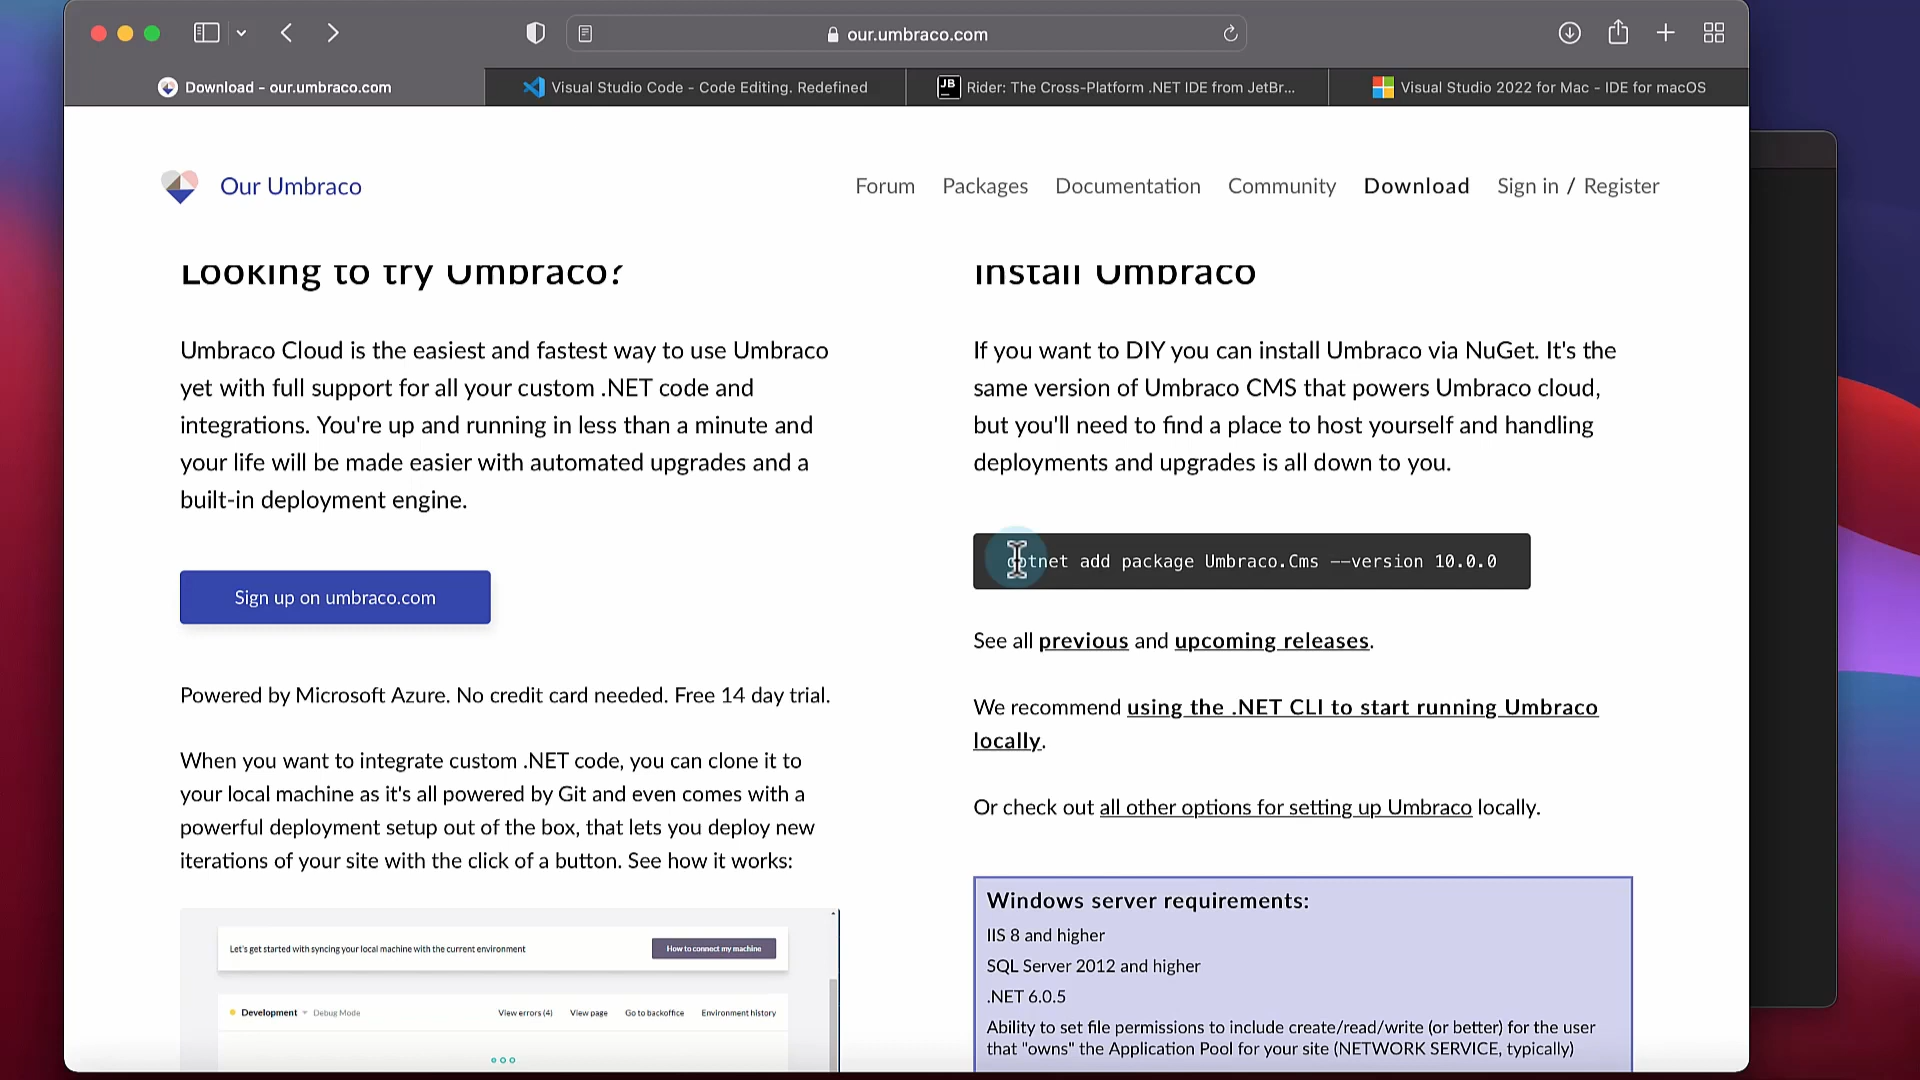 our.umbraco.com
Download – our.umbraco.com
Visual Studio Code - Code Editing. Redefined
JB
Rider: The Cross-Platform .NET IDE from JetBr...
Visual Studio 2022 for Mac - IDE for macOS
Our Umbraco
Forum
Packages
Documentation
Community
Download
Sign in / Register
Looking to try Umbraco?
Umbraco Cloud is the easiest and fastest way to use Umbraco
yet with full support for all your custom .NET code and
integrations. You're up and running in less than a minute and
your life will be made easier with automated upgrades and a
built-in deployment engine.
Sign up on umbraco.com
Powered by Microsoft Azure. No credit card needed. Free 14 day trial.
When you want to integrate custom .NET code, you can clone it to
your local machine as it's all powered by Git and even comes with a
powerful deployment setup out of the box, that lets you deploy new
iterations of your site with the click of a button. See how it works:
Let's get started with syncing your local machine with the current environment
How to connect my machine
Development
Debug Mode
View errors (4)
View page
Go to backoffice
Environment history
Install Umbraco
If you want to DIY you can install Umbraco via NuGet. It's the
same version of Umbraco CMS that powers Umbraco cloud,
but you'll need to find a place to host yourself and handling
deployments and upgrades is all down to you.
dotnet add package Umbraco.Cms --version 10.0.0
See all previous and upcoming releases.
We recommend using the .NET CLI to start running Umbraco
locally.
Or check out all other options for setting up Umbraco locally.
Windows server requirements:
IIS 8 and higher
SQL Server 2012 and higher
.NET 6.0.5
Ability to set file permissions to include create/read/write (or better) for the user
that "owns" the Application Pool for your site (NETWORK SERVICE, typically)